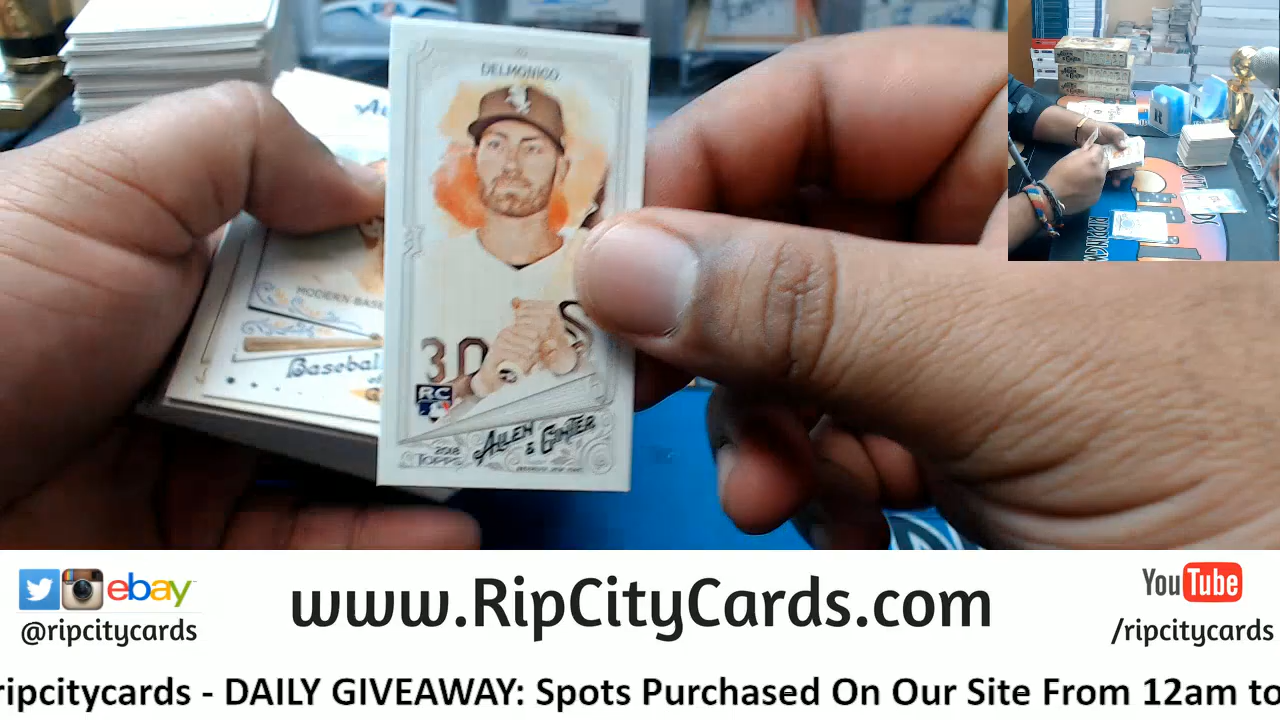 DELMONICO
MODERN BASE
Basebal
30
S
RC
2018
TOPPS
ALLEN
& GINTER
ebay
@ripcitycards
www.RipCityCards.com
YouTube
/ripcitycards
ripcitycards - DAILY GIVEAWAY: Spots Purchased On Our Site From 12am to